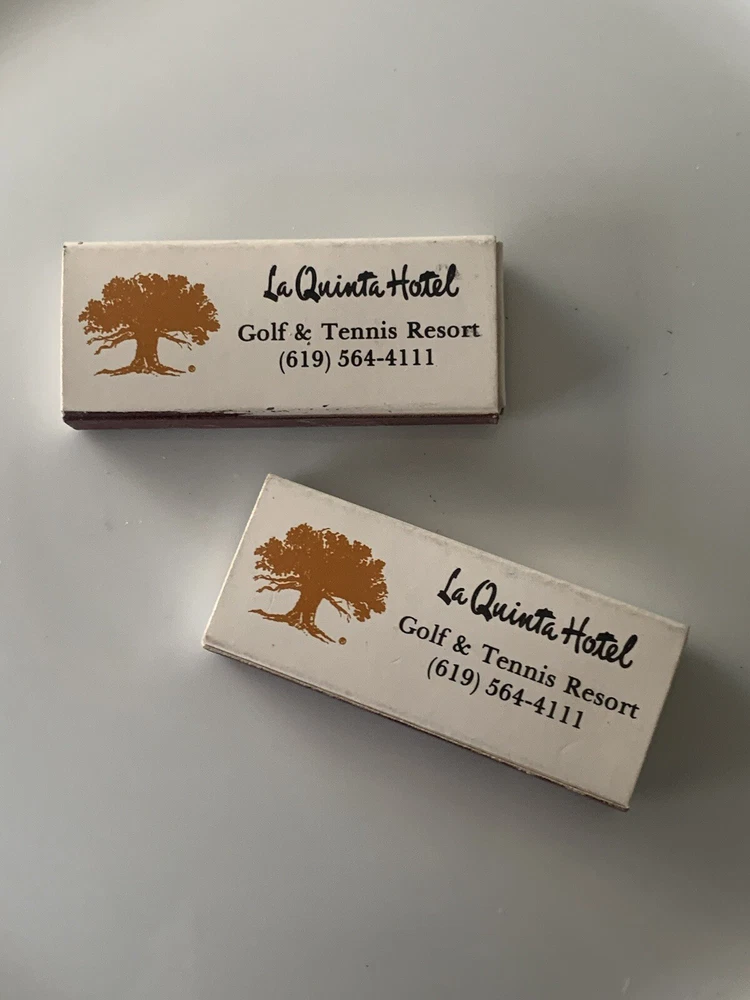 La Quinta Hotel
Golf & Tennis Resort
(619) 564-4111
La Quinta Hotel
Golf & Tennis Resort
(619) 564-4111